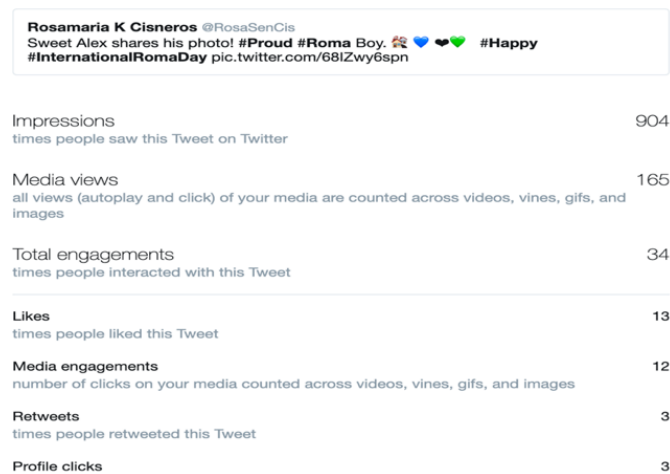 Rosamaria K Cisneros @RosaSenCis
Sweet Alex shares his photo! #Proud #Roma Boy. #Happy
#InternationalRomaDay pic.twitter.com/68IZwy6spn
Impressions 904
times people saw this Tweet on Twitter
Media views 165
all views (autoplay and click) of your media are counted across videos, vines, gifs, and
images
Total engagements 34
times people interacted with this Tweet
Likes 13
times people liked this Tweet
Media engagements 12
number of clicks on your media counted across videos, vines, gifs, and images
Retweets 3
times people retweeted this Tweet
Profile clicks 3